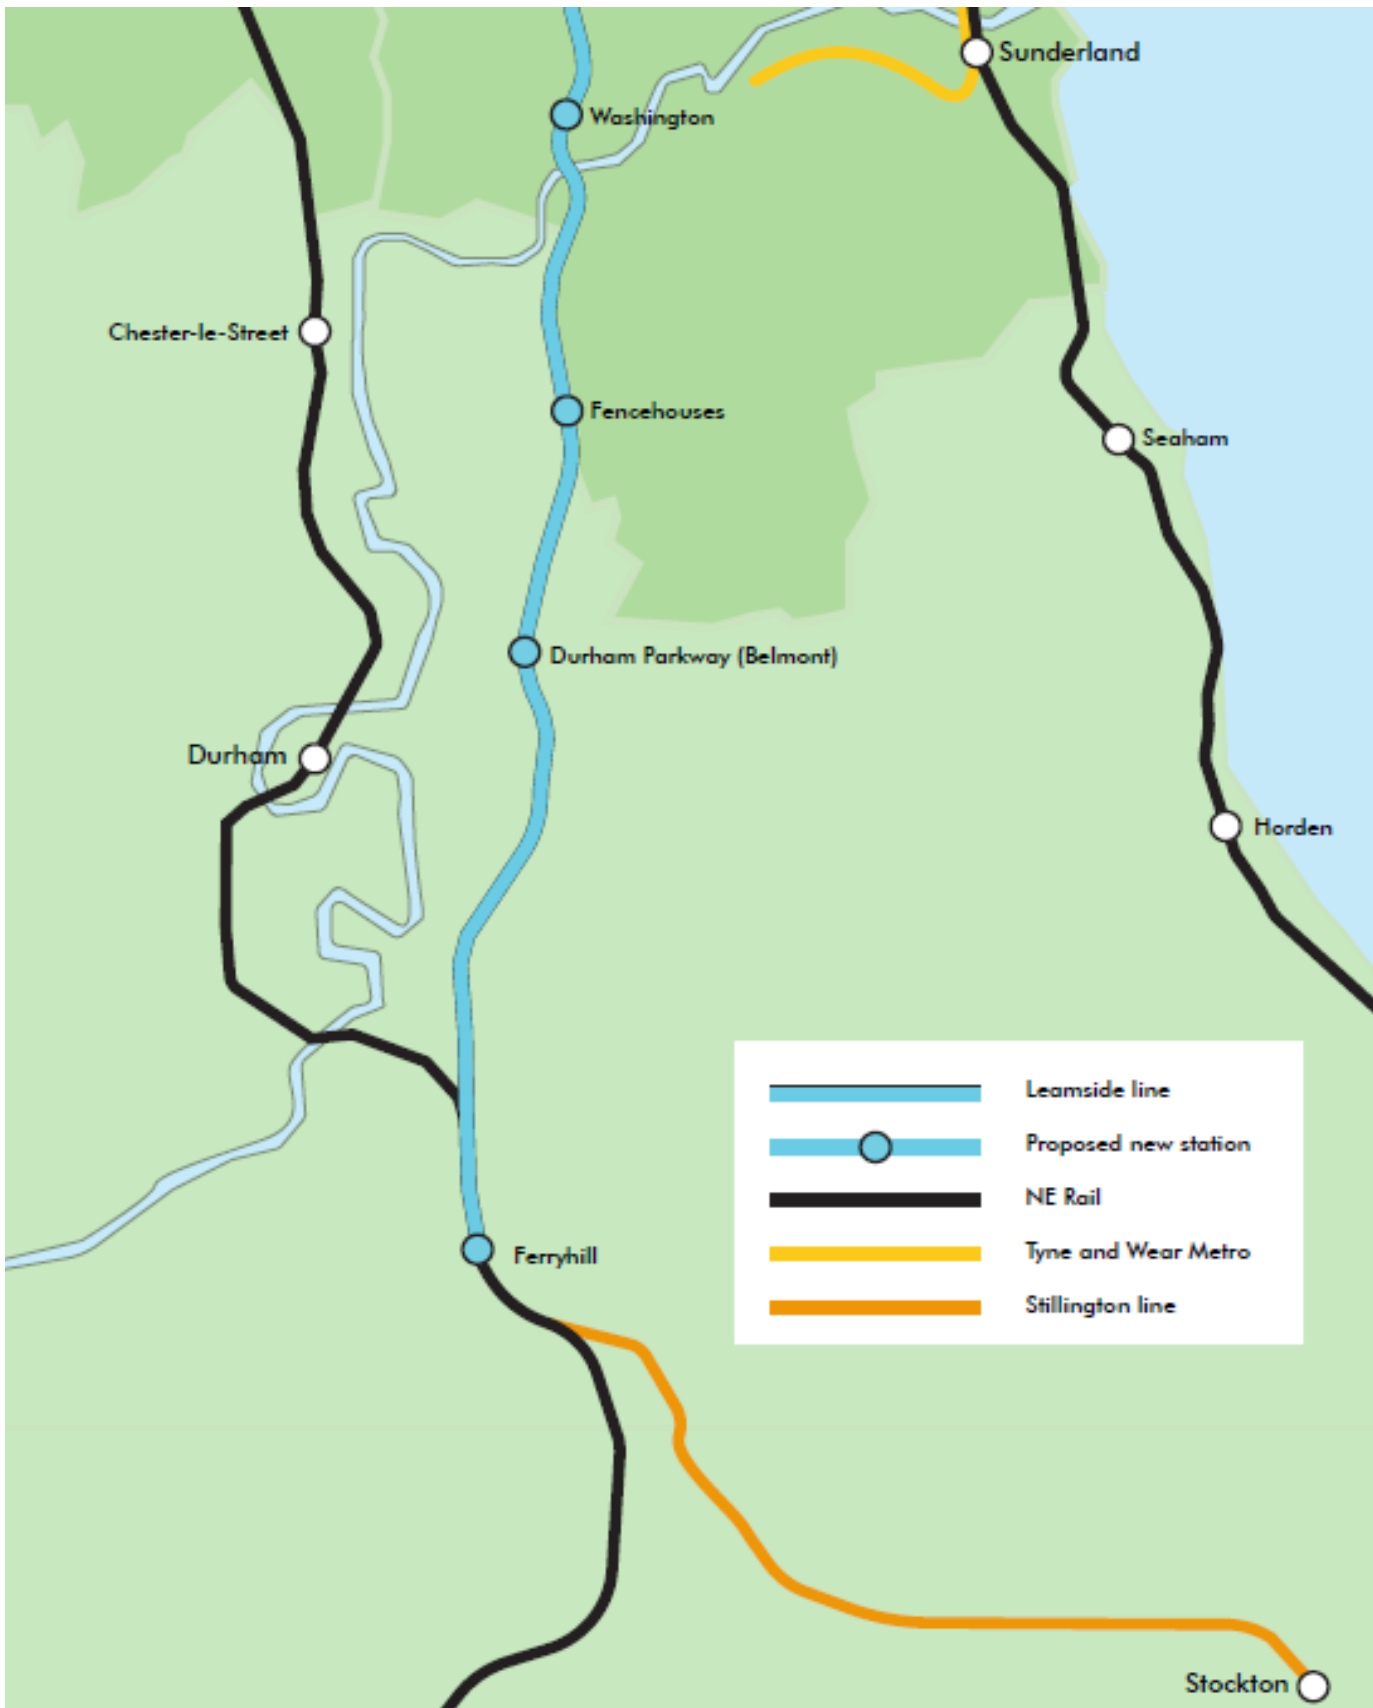 Sunderland
Washington
Chester-le-Street
Fencehouses
Seaham
Durham Parkway (Belmont)
Durham
Horden
Leamside line
Proposed new station
NE Rail
Tyne and Wear Metro
Stillington line
Ferryhill
Stockton